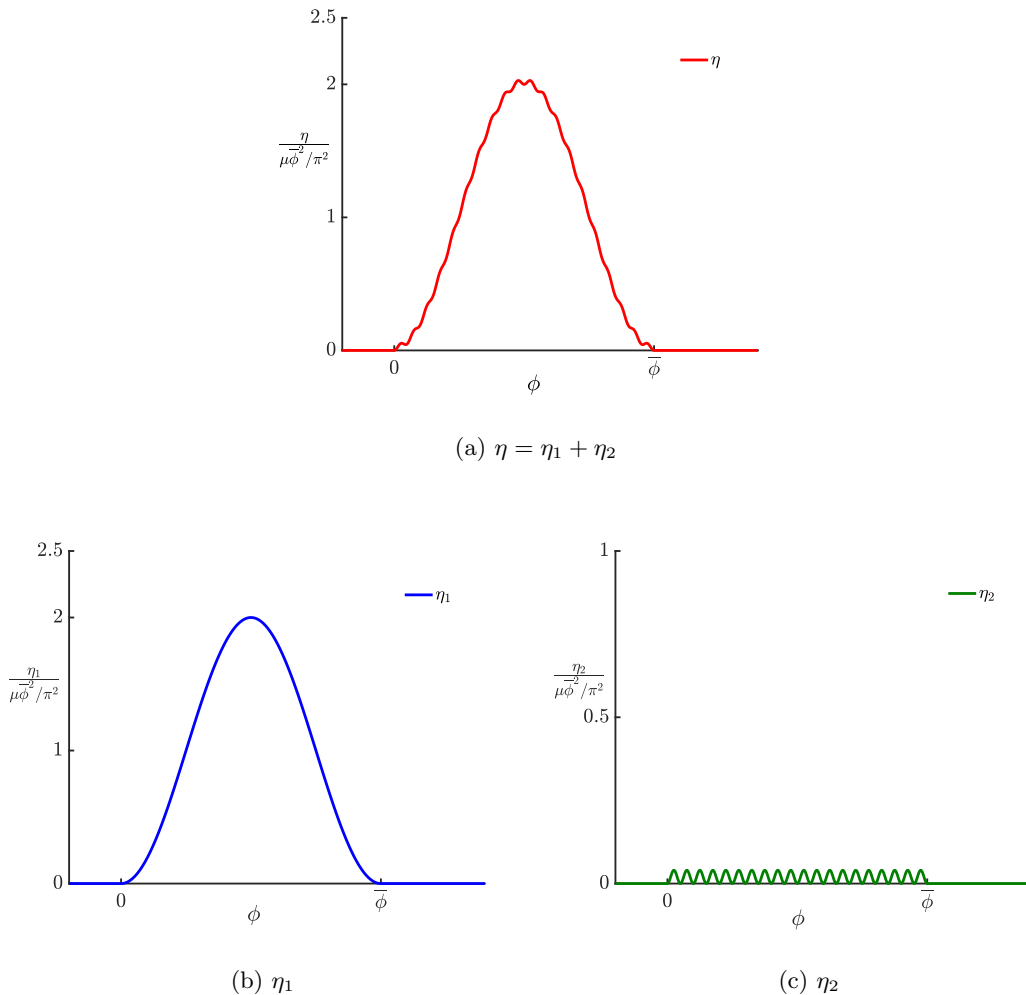 2.5
η
2
η
μφ̅²/π²
1
0
0
φ̅
φ
(a) η = η₁ + η₂
2.5
η₁
2
η₁
μφ̅²/π²
1
0
0
φ̅
φ
(b) η₁
1
η₂
η₂
μφ̅²/π²
0.5
0
0
φ̅
φ
(c) η₂